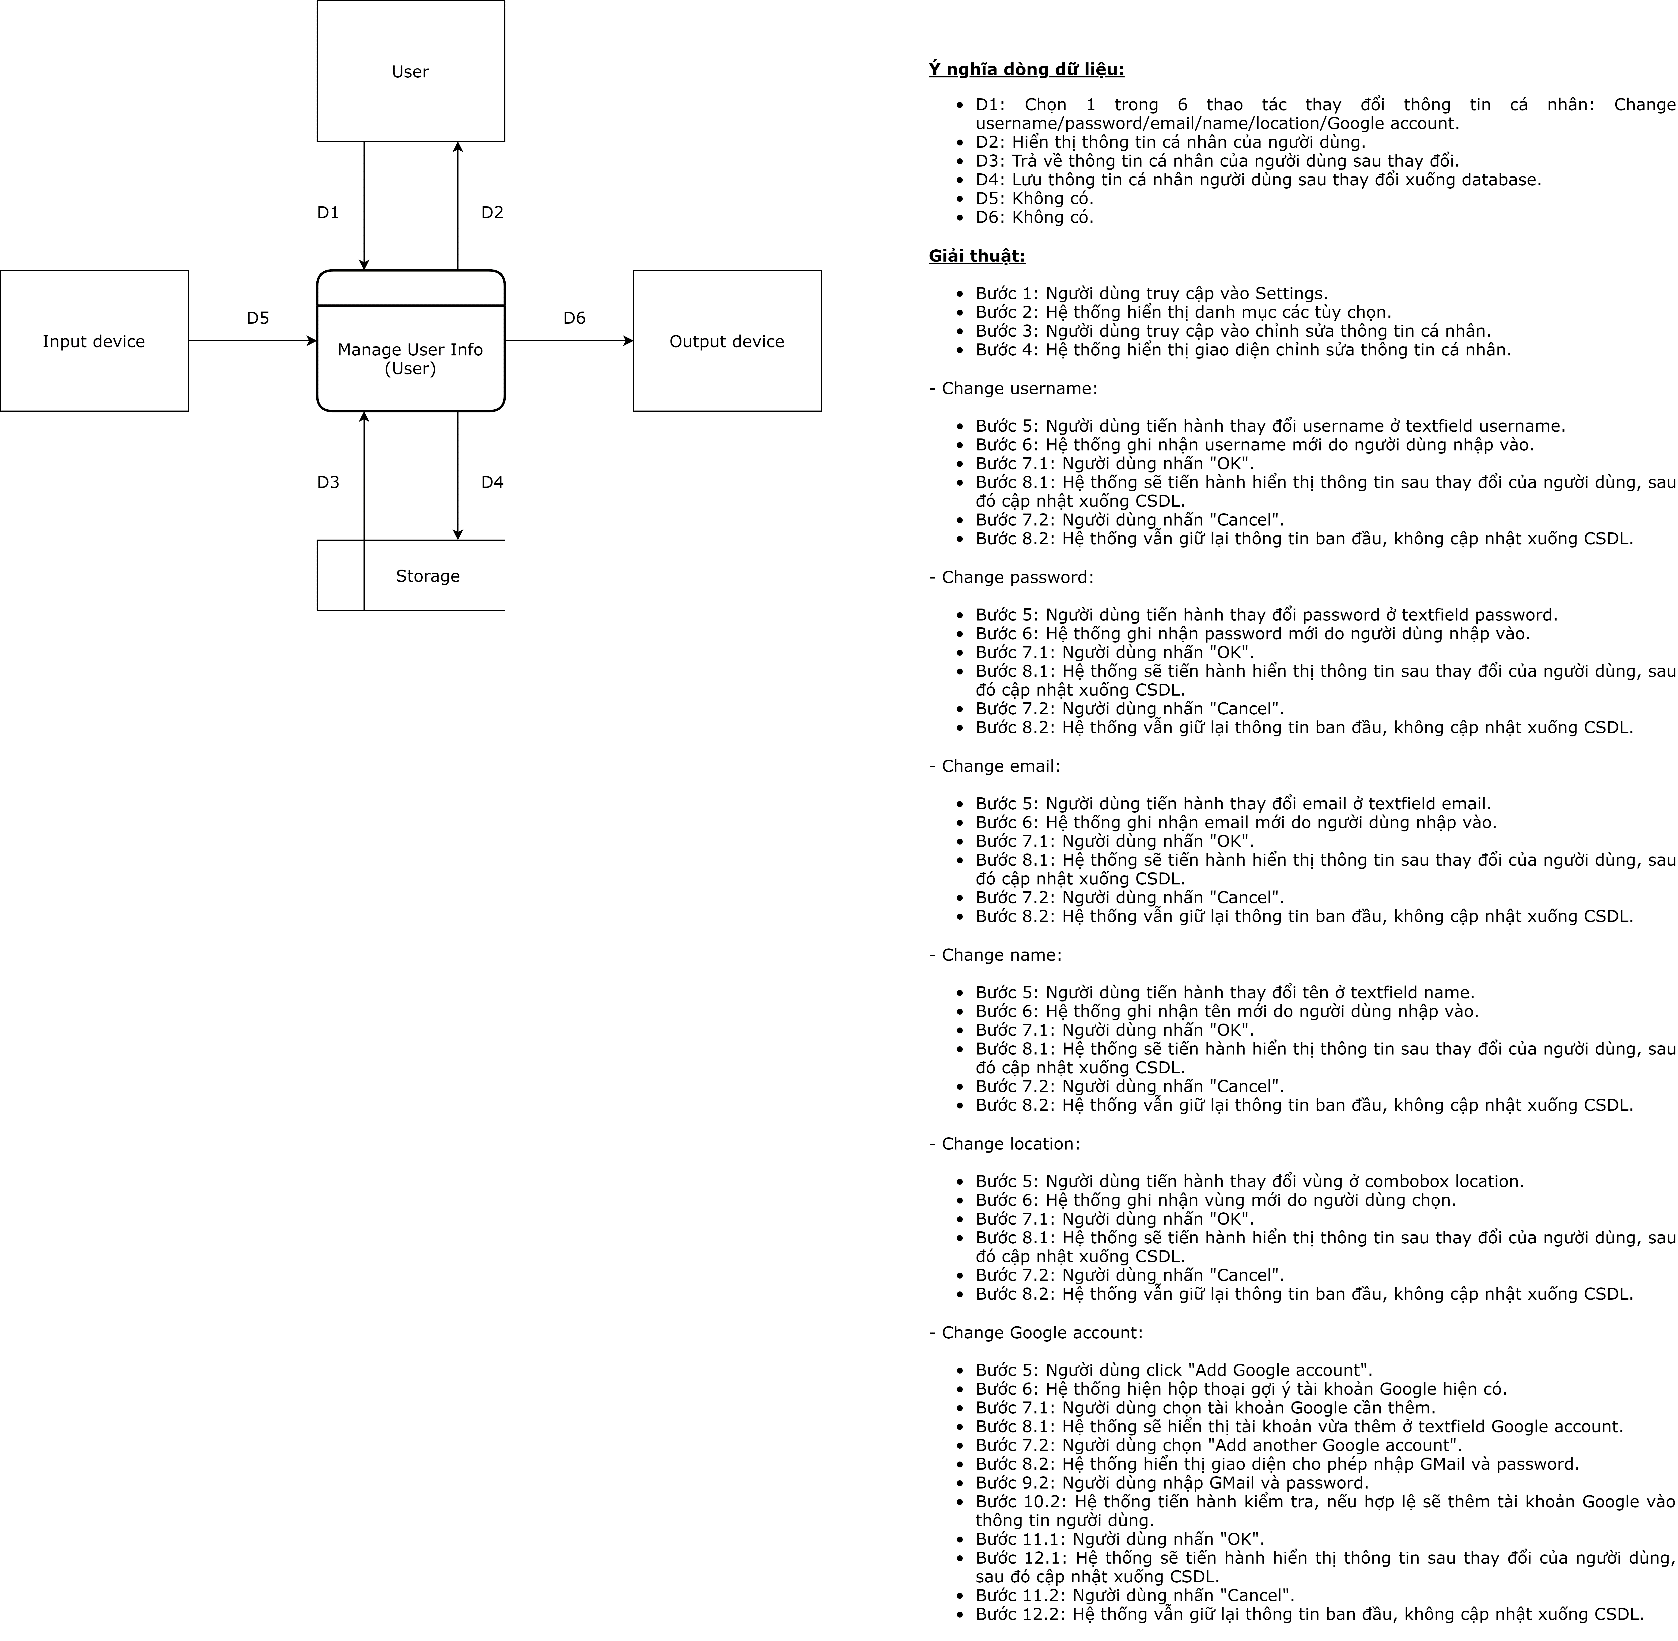 User
D1
D2
Input device
D5
Manage User Info
(User)
D6
Output device
D3
D4
Storage
Ý nghĩa dòng dữ liệu:
• D1: Chọn 1 trong 6 thao tác thay đổi thông tin cá nhân: Change
username/password/email/name/location/Google account.
• D2: Hiển thị thông tin cá nhân của người dùng.
• D3: Trả về thông tin cá nhân của người dùng sau thay đổi.
• D4: Lưu thông tin cá nhân người dùng sau thay đổi xuống database.
• D5: Không có.
• D6: Không có.
Giải thuật:
• Bước 1: Người dùng truy cập vào Settings.
• Bước 2: Hệ thống hiển thị danh mục các tùy chọn.
• Bước 3: Người dùng truy cập vào chỉnh sửa thông tin cá nhân.
• Bước 4: Hệ thống hiển thị giao diện chỉnh sửa thông tin cá nhân.
- Change username:
• Bước 5: Người dùng tiến hành thay đổi username ở textfield username.
• Bước 6: Hệ thống ghi nhận username mới do người dùng nhập vào.
• Bước 7.1: Người dùng nhấn "OK".
• Bước 8.1: Hệ thống sẽ tiến hành hiển thị thông tin sau thay đổi của người dùng, sau
đó cập nhật xuống CSDL.
• Bước 7.2: Người dùng nhấn "Cancel".
• Bước 8.2: Hệ thống vẫn giữ lại thông tin ban đầu, không cập nhật xuống CSDL.
- Change password:
• Bước 5: Người dùng tiến hành thay đổi password ở textfield password.
• Bước 6: Hệ thống ghi nhận password mới do người dùng nhập vào.
• Bước 7.1: Người dùng nhấn "OK".
• Bước 8.1: Hệ thống sẽ tiến hành hiển thị thông tin sau thay đổi của người dùng, sau
đó cập nhật xuống CSDL.
• Bước 7.2: Người dùng nhấn "Cancel".
• Bước 8.2: Hệ thống vẫn giữ lại thông tin ban đầu, không cập nhật xuống CSDL.
- Change email:
• Bước 5: Người dùng tiến hành thay đổi email ở textfield email.
• Bước 6: Hệ thống ghi nhận email mới do người dùng nhập vào.
• Bước 7.1: Người dùng nhấn "OK".
• Bước 8.1: Hệ thống sẽ tiến hành hiển thị thông tin sau thay đổi của người dùng, sau
đó cập nhật xuống CSDL.
• Bước 7.2: Người dùng nhấn "Cancel".
• Bước 8.2: Hệ thống vẫn giữ lại thông tin ban đầu, không cập nhật xuống CSDL.
- Change name:
• Bước 5: Người dùng tiến hành thay đổi tên ở textfield name.
• Bước 6: Hệ thống ghi nhận tên mới do người dùng nhập vào.
• Bước 7.1: Người dùng nhấn "OK".
• Bước 8.1: Hệ thống sẽ tiến hành hiển thị thông tin sau thay đổi của người dùng, sau
đó cập nhật xuống CSDL.
• Bước 7.2: Người dùng nhấn "Cancel".
• Bước 8.2: Hệ thống vẫn giữ lại thông tin ban đầu, không cập nhật xuống CSDL.
- Change location:
• Bước 5: Người dùng tiến hành thay đổi vùng ở combobox location.
• Bước 6: Hệ thống ghi nhận vùng mới do người dùng chọn.
• Bước 7.1: Người dùng nhấn "OK".
• Bước 8.1: Hệ thống sẽ tiến hành hiển thị thông tin sau thay đổi của người dùng, sau
đó cập nhật xuống CSDL.
• Bước 7.2: Người dùng nhấn "Cancel".
• Bước 8.2: Hệ thống vẫn giữ lại thông tin ban đầu, không cập nhật xuống CSDL.
- Change Google account:
• Bước 5: Người dùng click "Add Google account".
• Bước 6: Hệ thống hiện hộp thoại gợi ý tài khoản Google hiện có.
• Bước 7.1: Người dùng chọn tài khoản Google cần thêm.
• Bước 8.1: Hệ thống sẽ hiển thị tài khoản vừa thêm ở textfield Google account.
• Bước 7.2: Người dùng chọn "Add another Google account".
• Bước 8.2: Hệ thống hiển thị giao diện cho phép nhập GMail và password.
• Bước 9.2: Người dùng nhập GMail và password.
• Bước 10.2: Hệ thống tiến hành kiểm tra, nếu hợp lệ sẽ thêm tài khoản Google vào
thông tin người dùng.
• Bước 11.1: Người dùng nhấn "OK".
• Bước 12.1: Hệ thống sẽ tiến hành hiển thị thông tin sau thay đổi của người dùng,
sau đó cập nhật xuống CSDL.
• Bước 11.2: Người dùng nhấn "Cancel".
• Bước 12.2: Hệ thống vẫn giữ lại thông tin ban đầu, không cập nhật xuống CSDL.